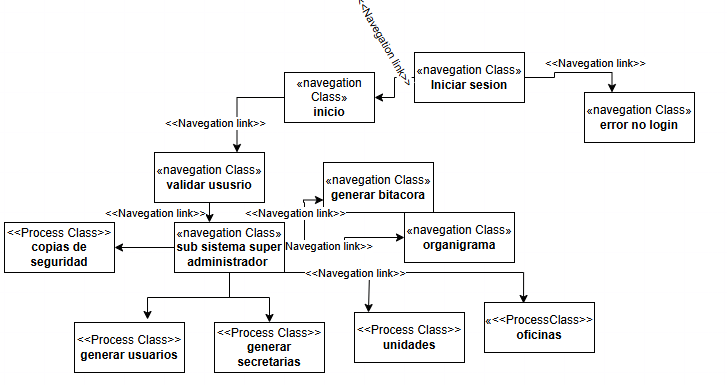 <<Navegation link>>
«navegation Class»
Iniciar sesion
<<Navegation link>>
«navegation
Class»
inicio
«navegation Class»
error no login
<<Navegation link>>
«navegation Class»
validar ususrio
«navegation Class»
generar bitacora
<<Navegation link>>
<<Navegation link>>
«navegation Class»
organigrama
<<Process Class>>
copias de
seguridad
«navegation Class»
sub sistema super
administrador
Navegation link>>
<<Navegation link>>
<<Process Class>>
generar usuarios
<<Process Class>>
generar
secretarias
<<Process Class>>
unidades
«<<ProcessClass>>
oficinas